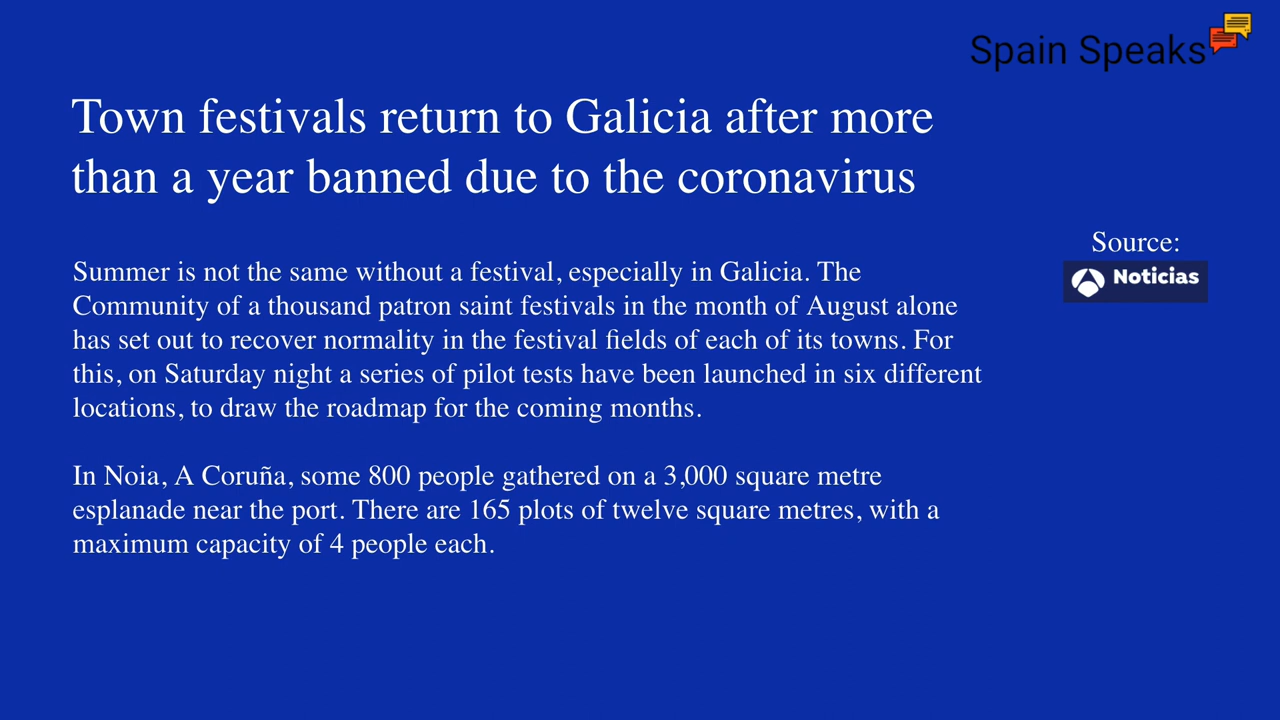 Spain Speaks
Town festivals return to Galicia after more
than a year banned due to the coronavirus
Source:
Noticias
Summer is not the same without a festival, especially in Galicia. The
Community of a thousand patron saint festivals in the month of August alone
has set out to recover normality in the festival fields of each of its towns. For
this, on Saturday night a series of pilot tests have been launched in six different
locations, to draw the roadmap for the coming months.
In Noia, A Coruña, some 800 people gathered on a 3,000 square metre
esplanade near the port. There are 165 plots of twelve square metres, with a
maximum capacity of 4 people each.